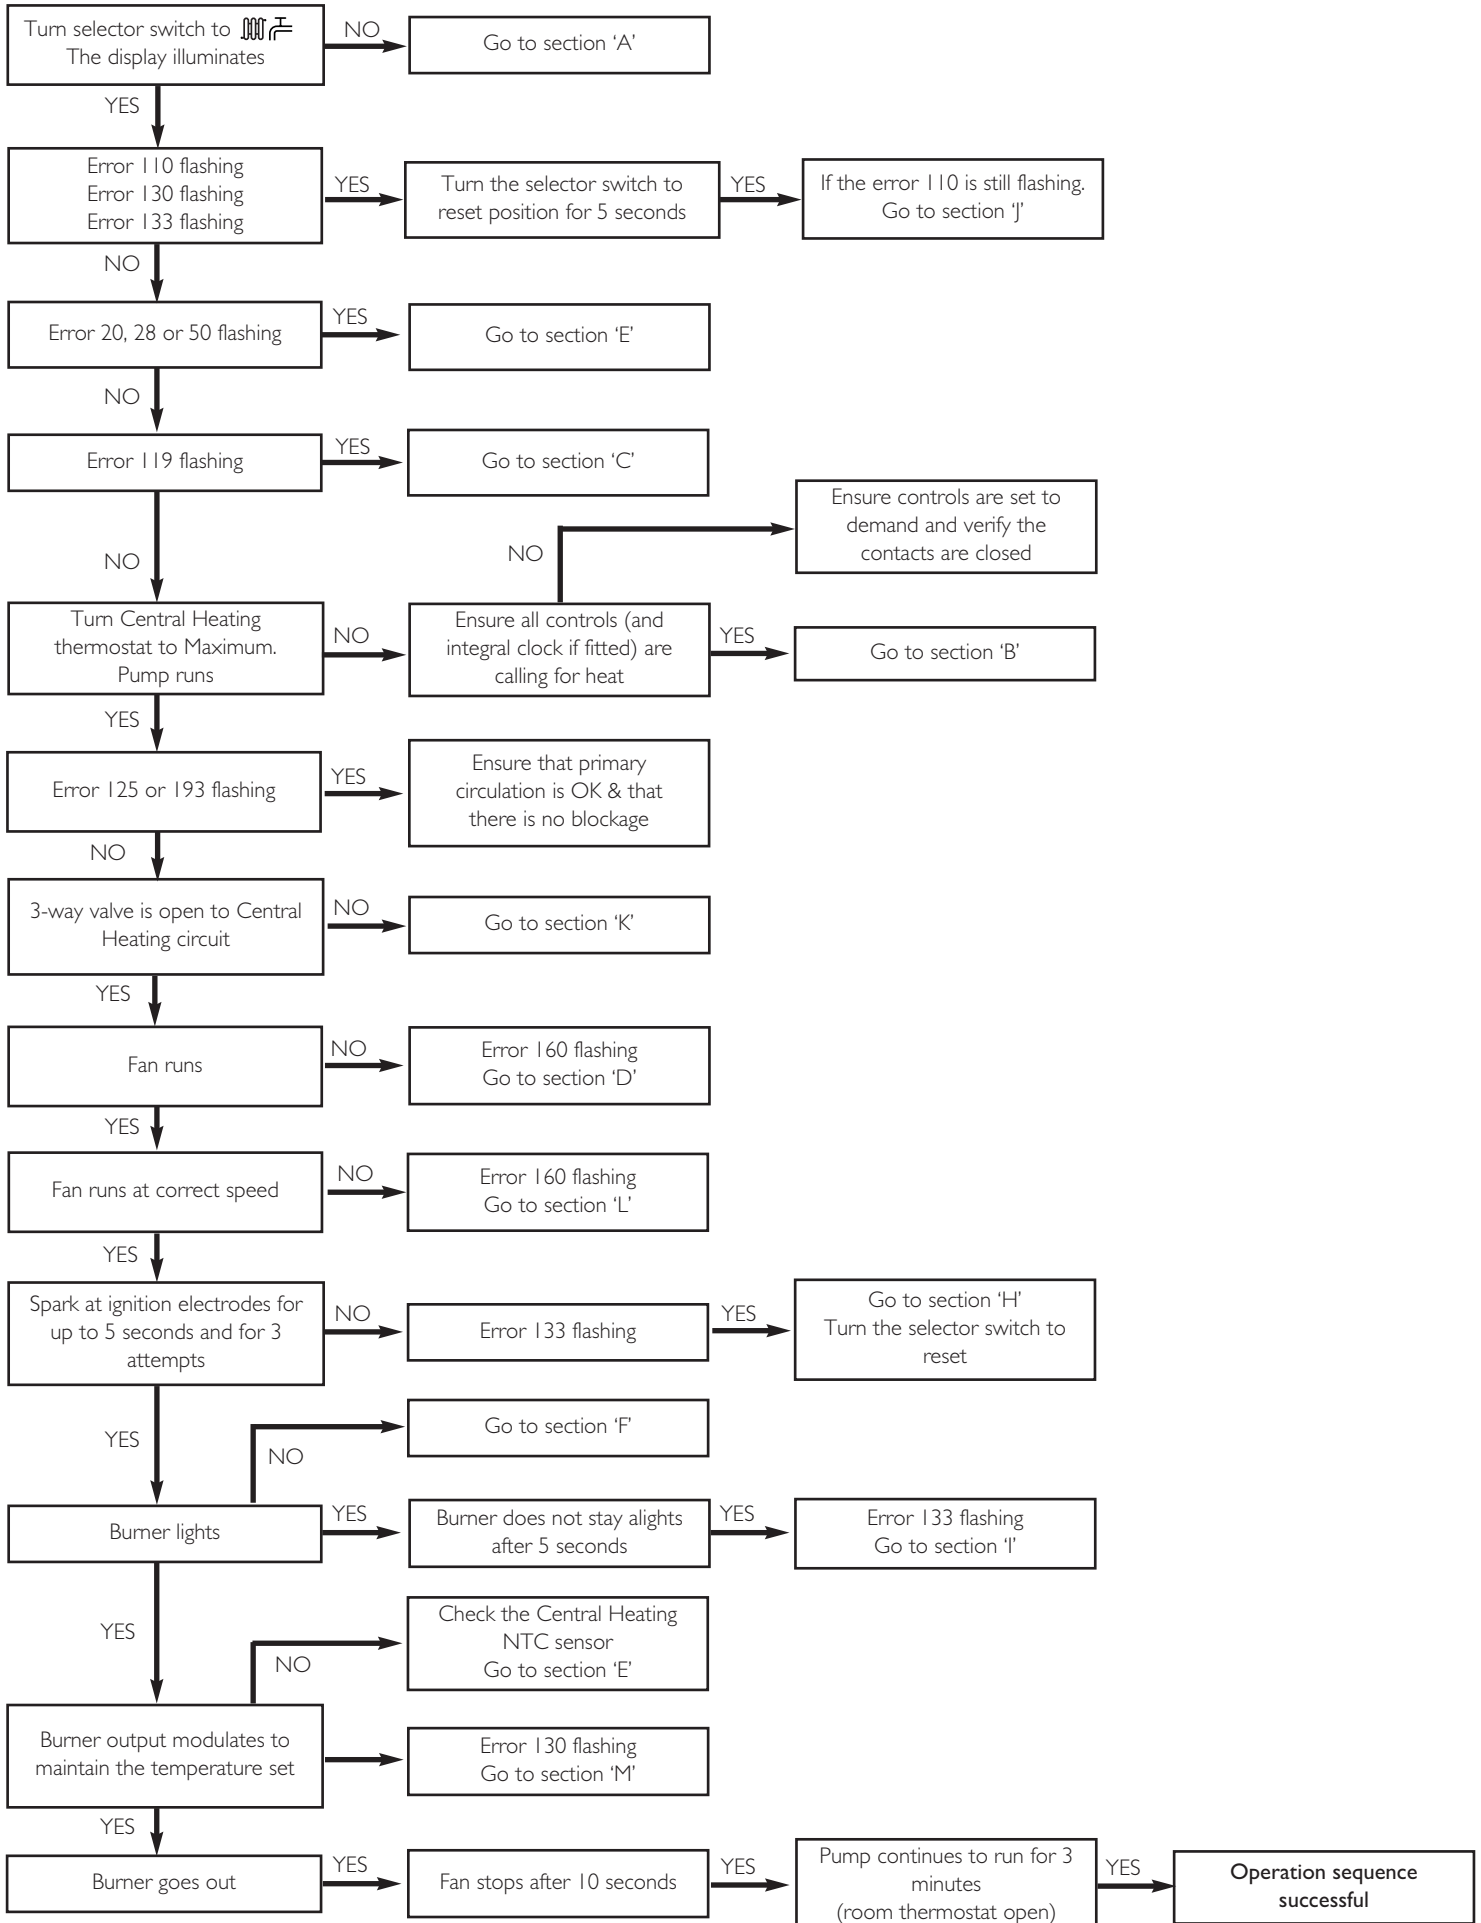 Turn selector switch to
The display illuminates
NO
Go to section ‘A’
YES
Error 110 flashing
Error 130 flashing
Error 133 flashing
YES
Turn the selector switch to
reset position for 5 seconds
YES
If the error 110 is still flashing.
Go to section ‘J’
NO
Error 20, 28 or 50 flashing
YES
Go to section ‘E’
NO
Error 119 flashing
YES
Go to section ‘C’
NO
Turn Central Heating
thermostat to Maximum.
Pump runs
NO
Ensure all controls (and
integral clock if fitted) are
calling for heat
NO
Ensure controls are set to
demand and verify the
contacts are closed
YES
Go to section ‘B’
YES
Error 125 or 193 flashing
YES
Ensure that primary
circulation is OK & that
there is no blockage
NO
3-way valve is open to Central
Heating circuit
NO
Go to section ‘K’
YES
Fan runs
NO
Error 160 flashing
Go to section ‘D’
YES
Fan runs at correct speed
NO
Error 160 flashing
Go to section ‘L’
YES
Spark at ignition electrodes for
up to 5 seconds and for 3
attempts
NO
Error 133 flashing
YES
Go to section ‘H’
Turn the selector switch to
reset
YES
NO
Go to section ‘F’
Burner lights
YES
Burner does not stay alights
after 5 seconds
YES
Error 133 flashing
Go to section ‘I’
YES
NO
Check the Central Heating
NTC sensor
Go to section ‘E’
Burner output modulates to
maintain the temperature set
Error 130 flashing
Go to section ‘M’
YES
Burner goes out
YES
Fan stops after 10 seconds
YES
Pump continues to run for 3
minutes
(room thermostat open)
YES
Operation sequence
successful